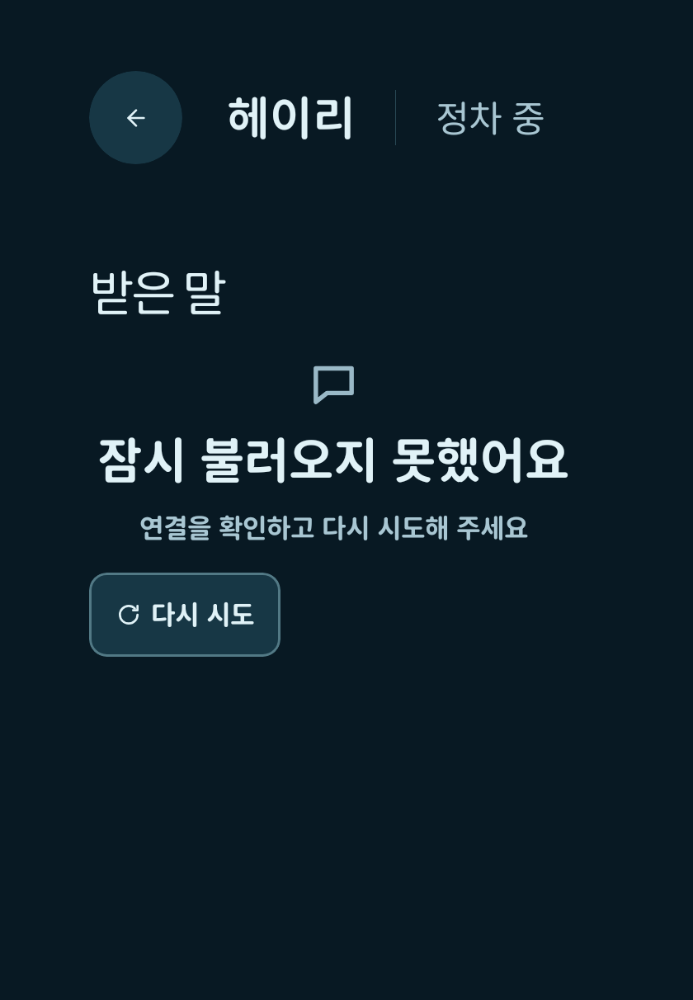 헤이리
정차 중
받은 말
잠시 불러오지 못했어요
연결을 확인하고 다시 시도해 주세요
다시 시도